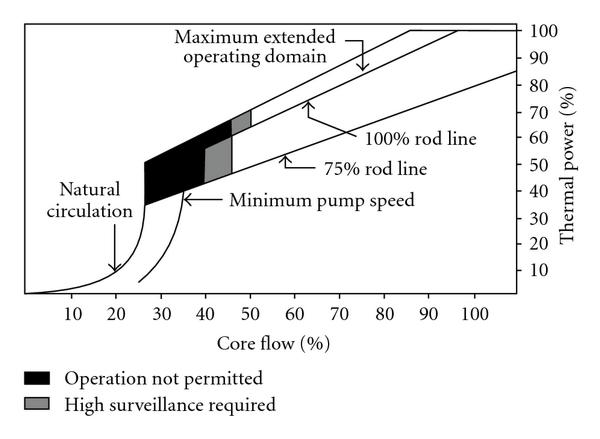 Maximum extended
operating domain
100% rod line
75% rod line
Minimum pump speed
Natural
circulation
100
90
80
70
60
50
40
30
20
10
Thermal power (%)
10 20 30 40 50 60 70 80 90 100
Core flow (%)
Operation not permitted
High surveillance required